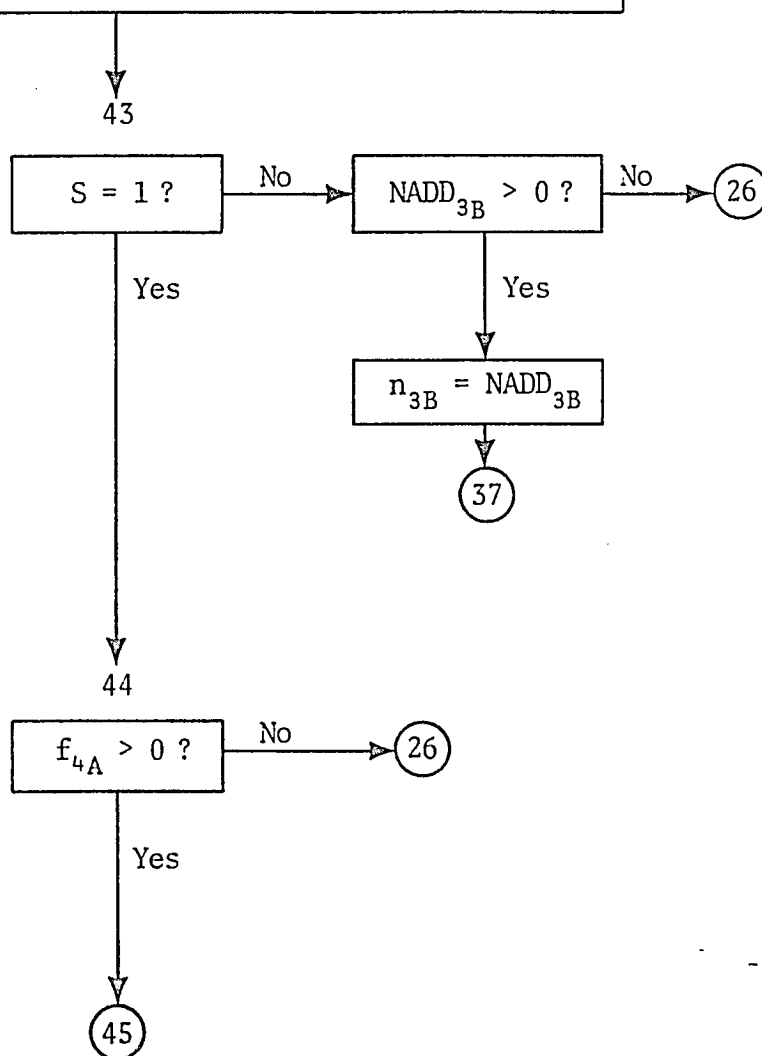 43
S = 1 ?
No
NADD3B > 0 ?
No
26
Yes
Yes
n3B = NADD3B
37
44
f4A > 0 ?
No
26
Yes
45